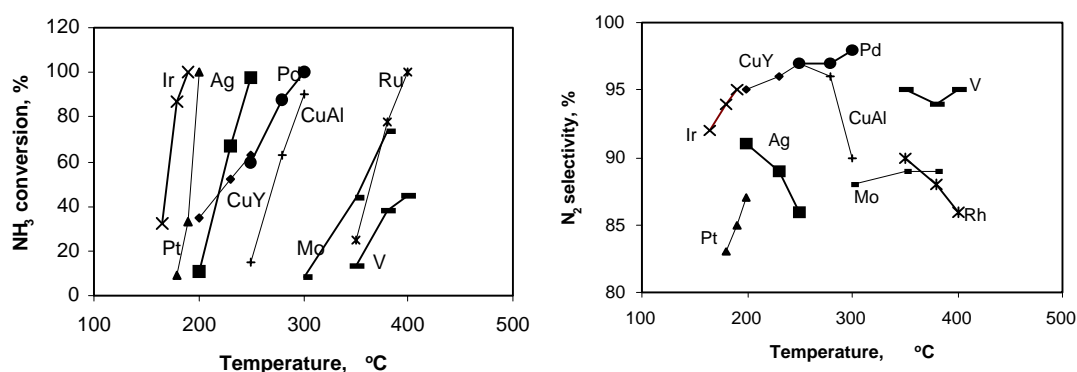 120
100
80
60
40
20
0
NH3 conversion, %
Ir
Ag
Pd
Ru
CuAl
CuY
Pt
Mo
V
100 200 300 400 500
Temperature, oC
100
95
90
85
80
N2 selectivity, %
CuY
Pd
V
Ir
CuAl
Ag
Mo
Pt
Rh
100 200 300 400 500
Temperature, oC